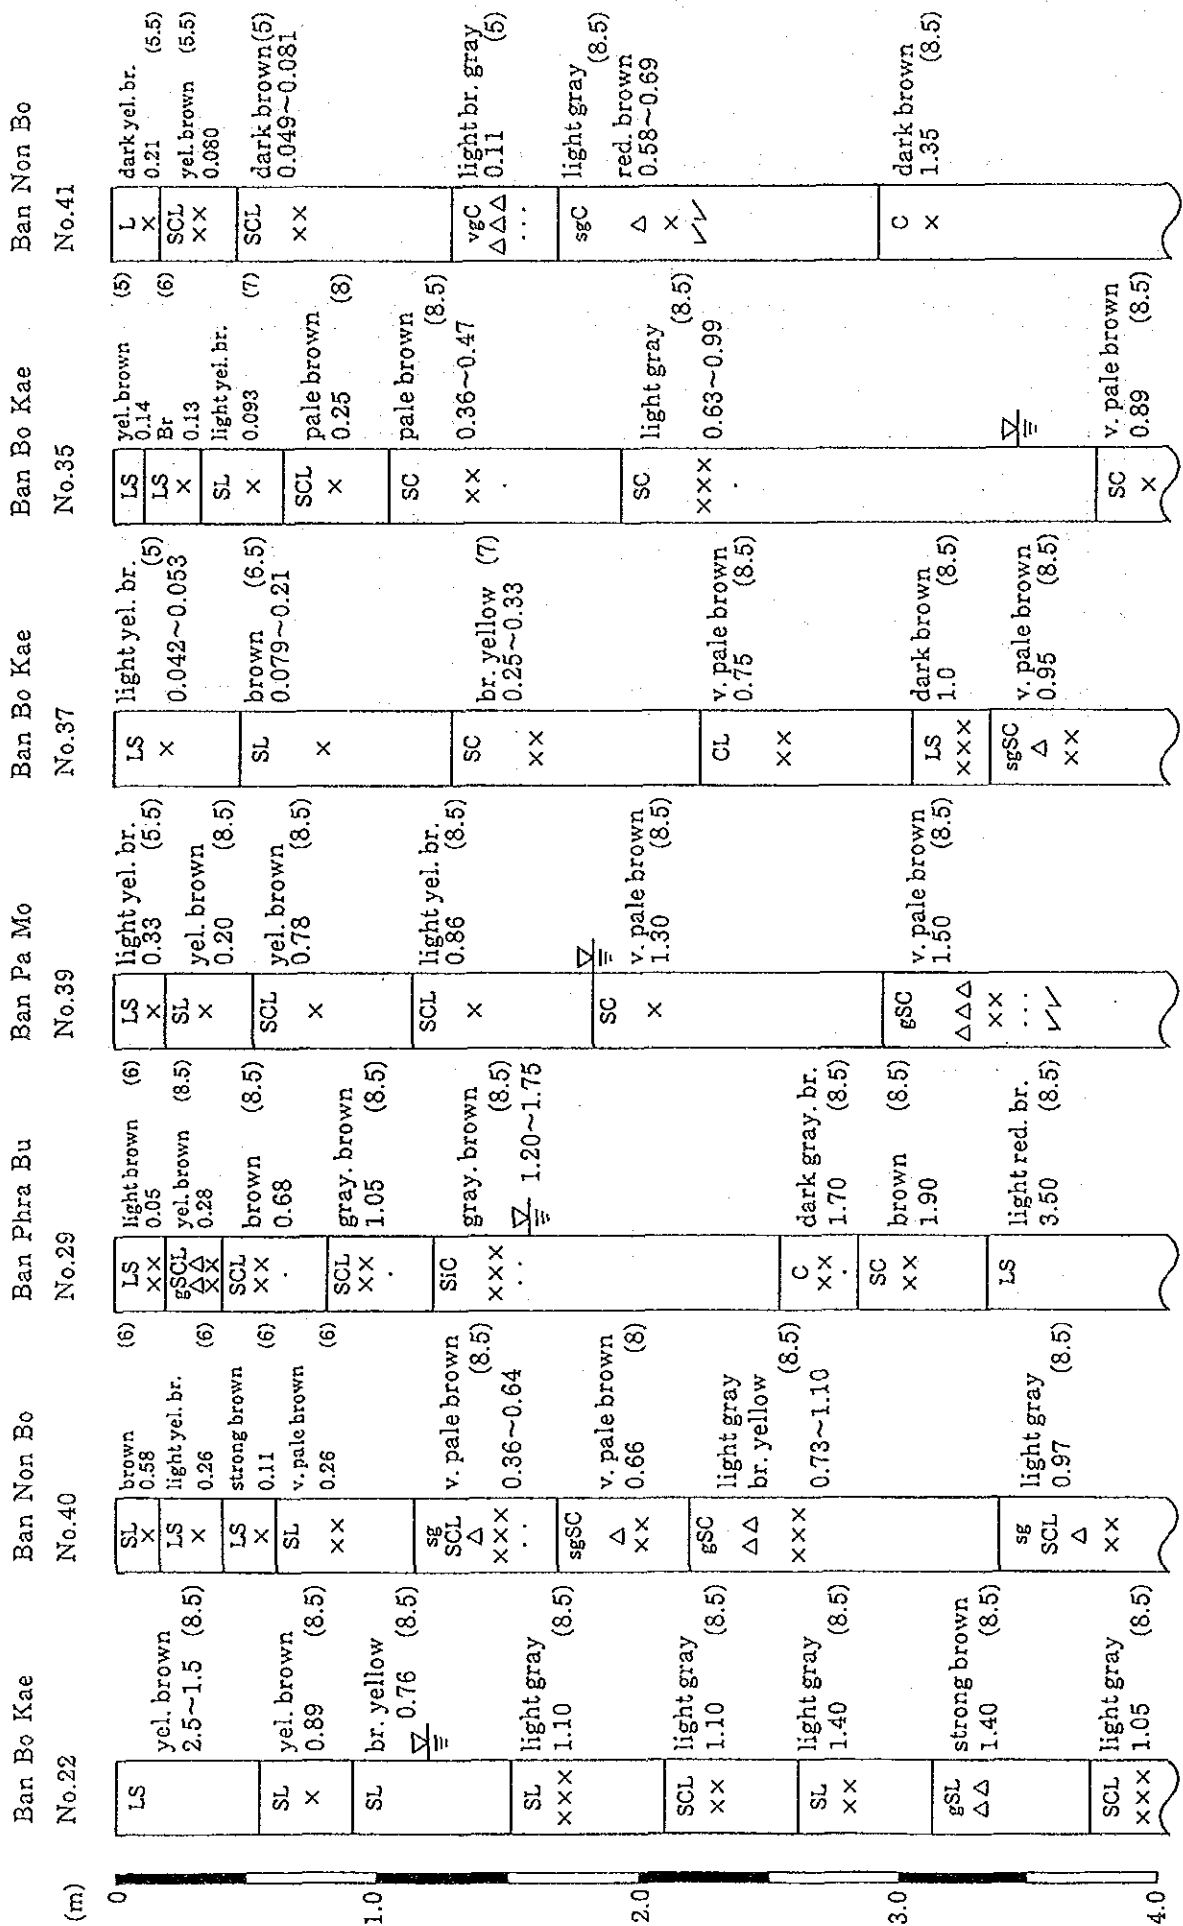 (m)
0
1.0
2.0
3.0
4.0
Ban Bo Kae
No.22
LS
yel. brown
2.5~1.5 (8.5)
SL
×
yel. brown
0.89 (8.5)
SL
br. yellow
0.76 (8.5)
SL
×××
light gray
1.10 (8.5)
SCL
××
light gray
1.10 (8.5)
SL
××
light gray
1.40 (8.5)
gSL
△△
strong brown
1.40 (8.5)
SCL
×××
light gray
1.05 (8.5)
Ban Non Bo
No.40
SL
×
brown
0.58 (6)
LS
×
light yel. br.
0.26 (6)
LS
×
strong brown
0.11 (6)
SL
××
v. pale brown
0.26 (6)
sg
SCL
△
×××
. .
v. pale brown
(8.5)
0.36~0.64
sgSC
△
××
v. pale brown
0.66 (8)
gSC
△△
×××
light gray
br. yellow
(8.5)
0.73~1.10
sg
SCL
△
××
light gray
0.97 (8.5)
Ban Phra Bu
No.29
LS
××
light brown (6)
0.05
gSCL
△△
××
yel. brown (8.5)
0.28
SCL
××
.
brown (8.5)
0.68
SCL
××
.
gray. brown
1.05 (8.5)
SiC
×××
. .
gray. brown
(8.5)
1.20~1.75
C
××
.
dark gray. br.
1.70 (8.5)
SC
××
brown
1.90 (8.5)
LS
light red. br.
3.50 (8.5)
Ban Pa Mo
No.39
LS
×
light yel. br.
0.33 (5.5)
SL
×
yel. brown
0.20 (8.5)
SCL
×
yel. brown
0.78 (8.5)
SCL
×
light yel. br.
0.86 (8.5)
SC
×
v. pale brown
1.30 (8.5)
gSC
△△△
××
. . .
✓✓
v. pale brown
1.50 (8.5)
Ban Bo Kae
No.37
LS
×
light yel. br.
(5)
0.042~0.053
SL
×
brown (6.5)
0.079~0.21
SC
××
br. yellow (7)
0.25~0.33
CL
××
v. pale brown
0.75 (8.5)
LS
×××
dark brown
1.0 (8.5)
sgSC
△
××
v. pale brown
0.95 (8.5)
Ban Bo Kae
No.35
LS
yel. brown (5)
0.14
LS
×
Br (6)
0.13
SL
×
light yel. br.
0.093 (7)
SCL
×
pale brown
0.25 (8)
SC
××
.
pale brown
(8.5)
0.36~0.47
SC
×××
.
light gray
(8.5)
0.63~0.99
SC
×
v. pale brown
0.89 (8.5)
Ban Non Bo
No.41
L
×
dark yel. br.
0.21 (5.5)
SCL
××
yel. brown (5.5)
0.080
SCL
××
dark brown (5)
0.049~0.081
vgC
△△△
. . .
light br. gray
0.11 (5)
sgC
△
×
✓✓
light gray
(8.5)
red. brown
0.58~0.69
C
×
dark brown
1.35 (8.5)